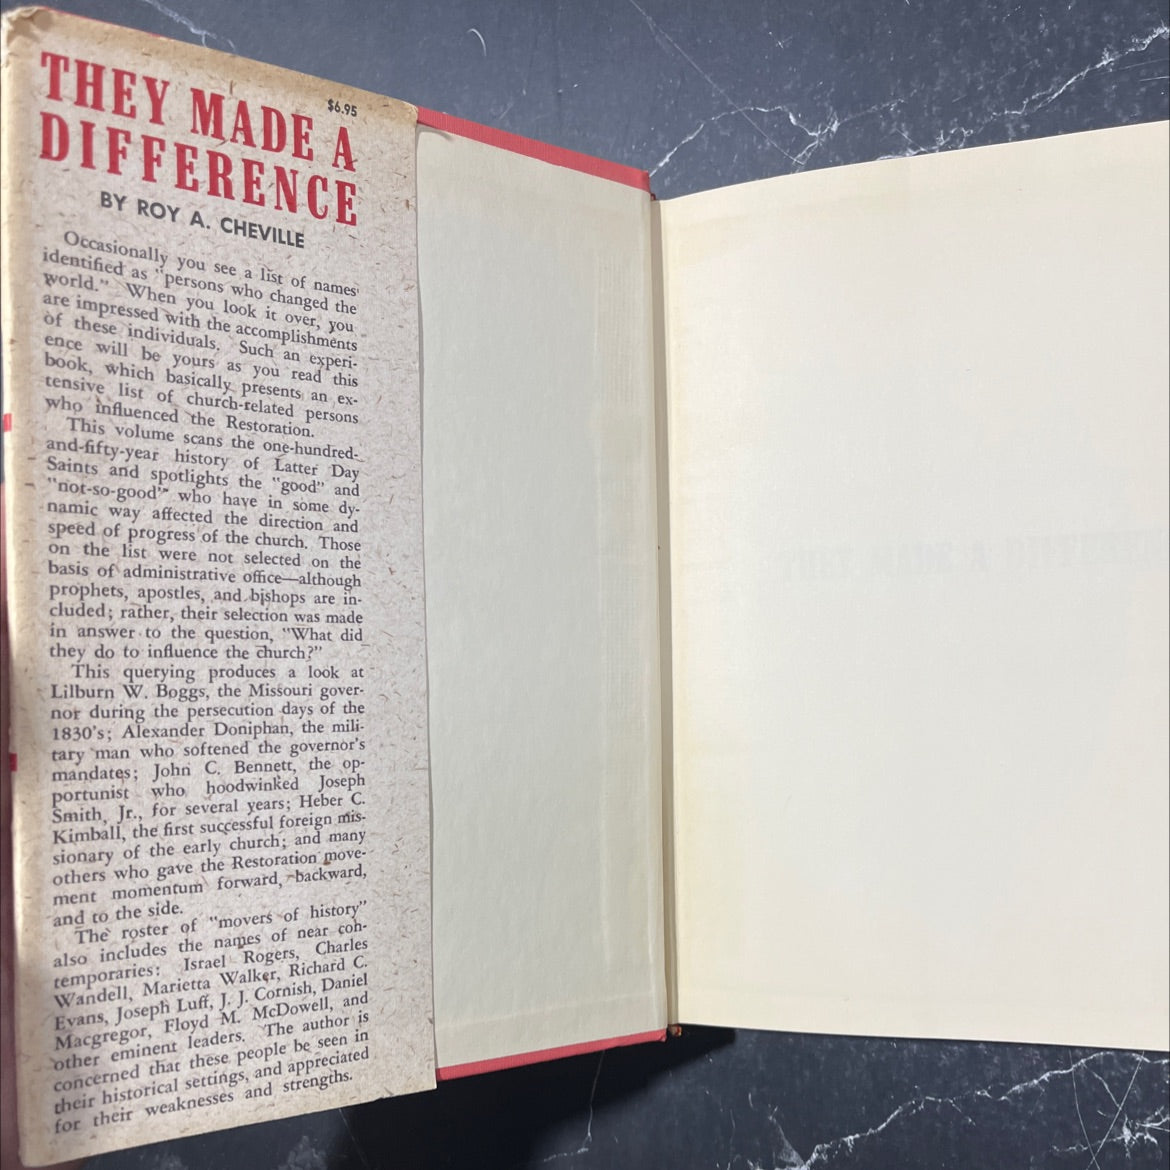 $6.95
THEY MADE A
DIFFERENCE
BY ROY A. CHEVILLE
Occasionally you see a list of names
identified as "persons who changed the
world." When you look it over, you
are impressed with the accomplishments
of these individuals. Such an experi-
ence will be yours as you read this
book, which basically presents an ex-
tensive list of church-related persons
who influenced the Restoration.
This volume scans the one-hundred-
and-fifty-year history of Latter Day
Saints and spotlights the "good" and
"not-so-good" who have in some dy-
namic way affected the direction and
speed of progress of the church. Those
on the list were not selected on the
basis of administrative office—although
prophets, apostles, and bishops are in-
cluded; rather, their selection was made
in answer to the question, "What did
they do to influence the church?"
This querying produces a look at
Lilburn W. Boggs, the Missouri gover-
nor during the persecution days of the
1830's; Alexander Doniphan, the mili-
tary man who softened the governor's
mandates; John C. Bennett, the op-
portunist who hoodwinked Joseph
Smith, Jr., for several years; Heber C.
Kimball, the first successful foreign mis-
sionary of the early church; and many
others who gave the Restoration move-
ment momentum forward, backward,
and to the side.
The roster of "movers of history"
also includes the names of near con-
temporaries: Israel Rogers, Charles
Wandell, Marietta Walker, Richard C.
Evans, Joseph Luff, J. J. Cornish, Daniel
Macgregor, Floyd M. McDowell, and
other eminent leaders. The author is
concerned that these people be seen in
their historical settings, and appreciated
for their weaknesses and strengths.
THEY MADE A